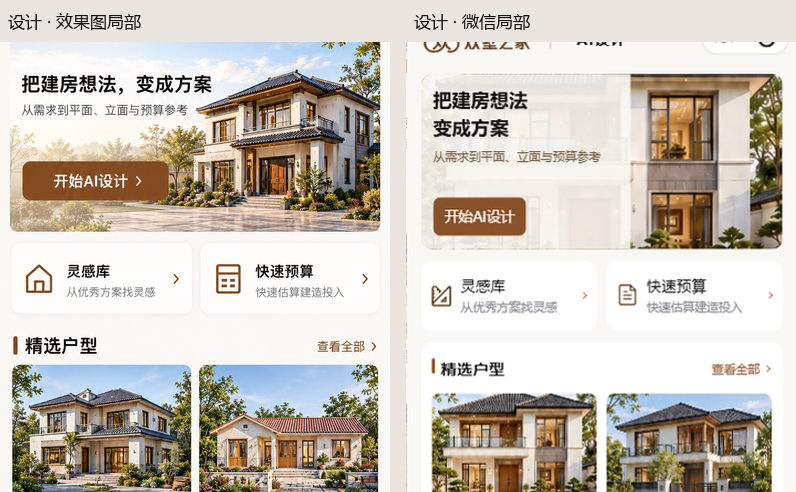 设计 · 效果图局部
把建房想法，变成方案
从需求到平面、立面与预算参考
开始AI设计
灵感库
从优秀方案找灵感
快速预算
快速估算建造投入
精选户型
查看全部
设计 · 微信局部
把建房想法
变成方案
从需求到平面、立面与预算参考
开始AI设计
灵感库
从优秀方案找灵感
快速预算
快速估算建造投入
精选户型
查看全部